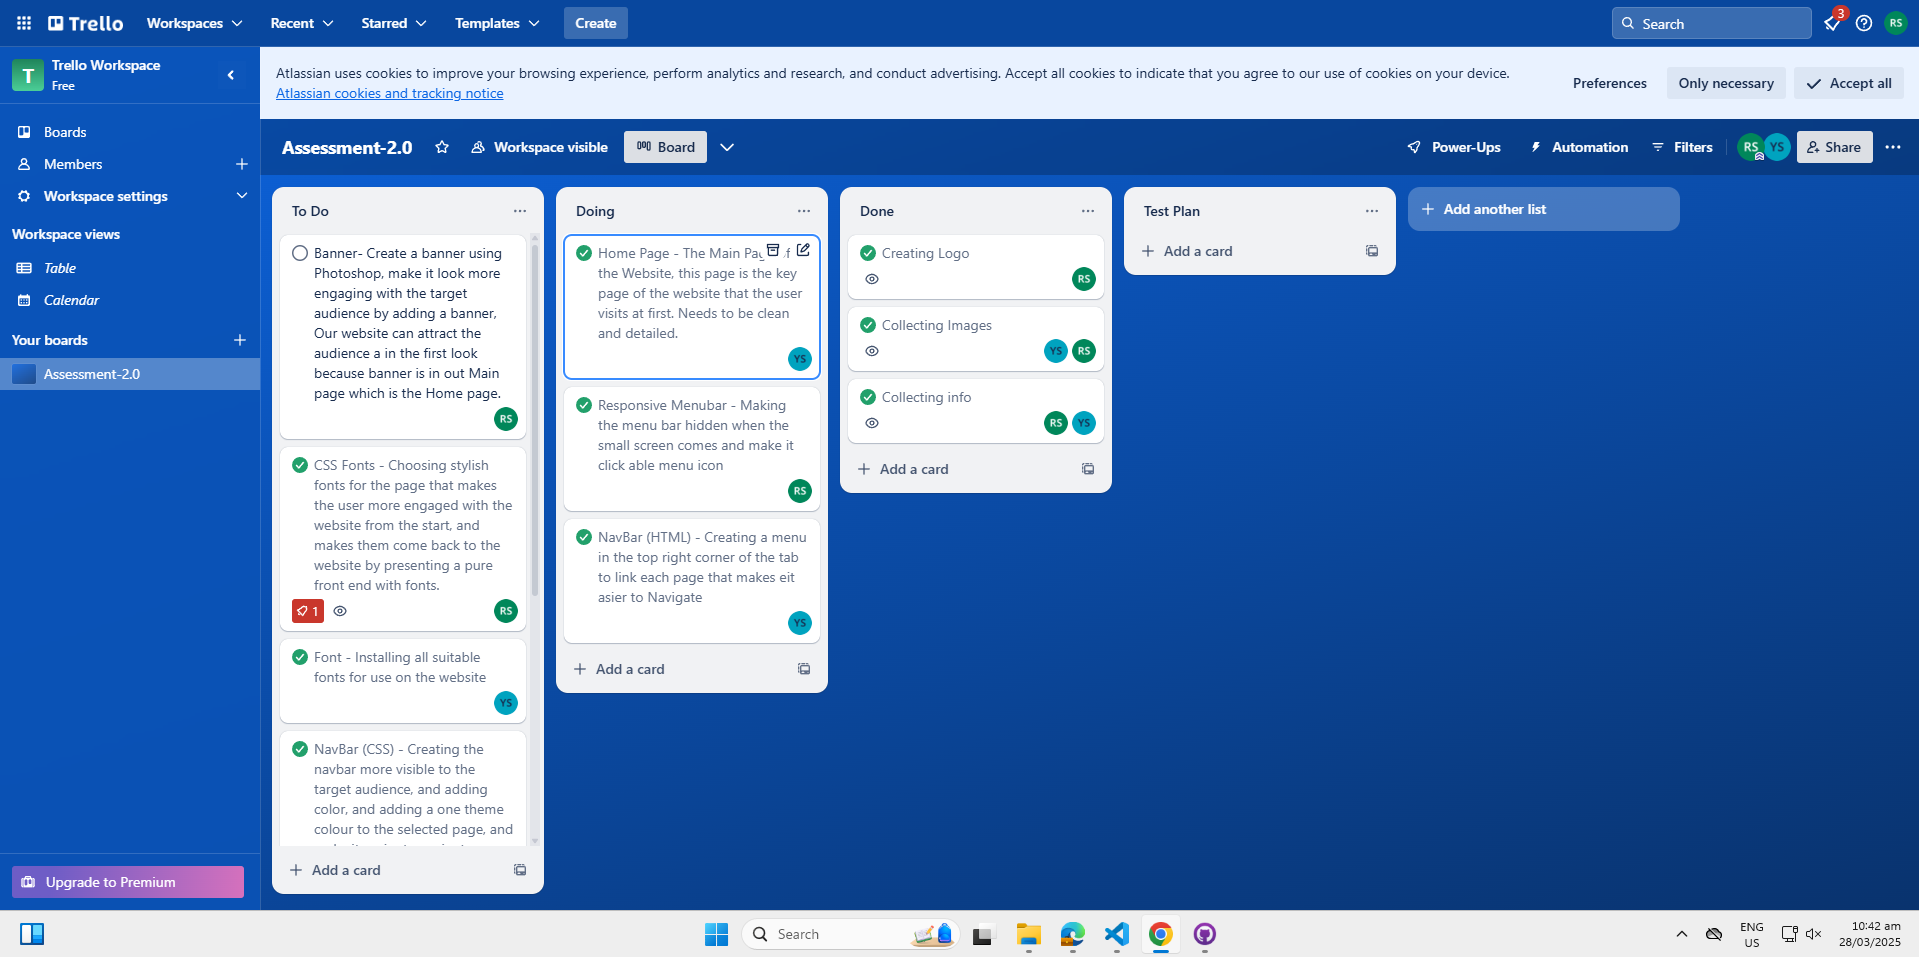 Trello
Workspaces
Recent
Starred
Templates
Create
Search
3
RS
T
Trello Workspace
Free
Atlassian uses cookies to improve your browsing experience, perform analytics and research, and conduct advertising. Accept all cookies to indicate that you agree to our use of cookies on your device.
Atlassian cookies and tracking notice
Preferences
Only necessary
Accept all
Boards
Members
Workspace settings
Workspace views
Table
Calendar
Your boards
Assessment-2.0
Upgrade to Premium
Assessment-2.0
Workspace visible
Board
Power-Ups
Automation
Filters
RS
YS
Share
To Do
Banner- Create a banner using
Photoshop, make it look more
engaging with the target
audience by adding a banner,
Our website can attract the
audience a in the first look
because banner is in out Main
page which is the Home page.
RS
CSS Fonts - Choosing stylish
fonts for the page that makes
the user more engaged with the
website from the start, and
makes them come back to the
website by presenting a pure
front end with fonts.
1
RS
Font - Installing all suitable
fonts for use on the website
YS
NavBar (CSS) - Creating the
navbar more visible to the
target audience, and adding
color, and adding a one theme
colour to the selected page, and
Add a card
Doing
Home Page - The Main
the Website, this page is the key
page of the website that the user
visits at first. Needs to be clean
and detailed.
YS
Responsive Menubar - Making
the menu bar hidden when the
small screen comes and make it
click able menu icon
RS
NavBar (HTML) - Creating a menu
in the top right corner of the tab
to link each page that makes eit
asier to Navigate
YS
Add a card
Done
Creating Logo
RS
Collecting Images
YS RS
Collecting info
RS YS
Add a card
Test Plan
Add a card
Add another list
Search
ENG
US
10:42 am
28/03/2025